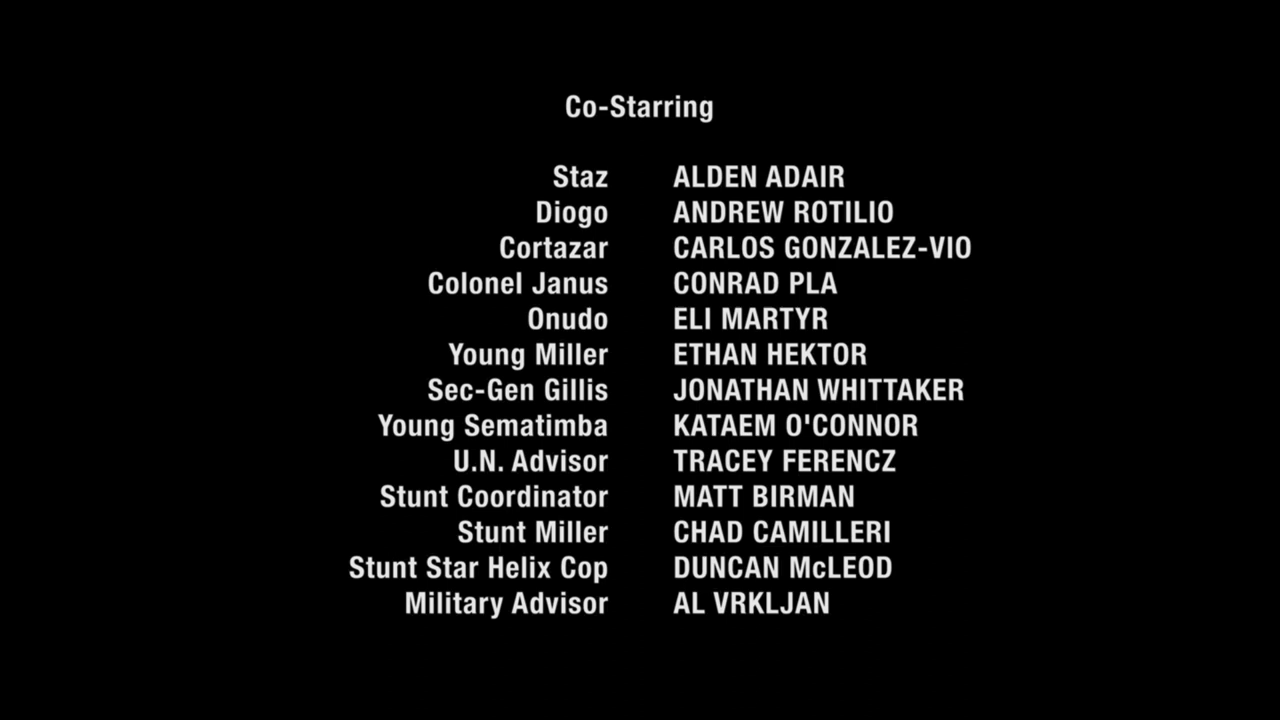 Co-Starring
Staz ALDEN ADAIR
Diogo ANDREW ROTILIO
Cortazar CARLOS GONZALEZ-VIO
Colonel Janus CONRAD PLA
Onudo ELI MARTYR
Young Miller ETHAN HEKTOR
Sec-Gen Gillis JONATHAN WHITTAKER
Young Sematimba KATAEM O'CONNOR
U.N. Advisor TRACEY FERENCZ
Stunt Coordinator MATT BIRMAN
Stunt Miller CHAD CAMILLERI
Stunt Star Helix Cop DUNCAN McLEOD
Military Advisor AL VRKLJAN